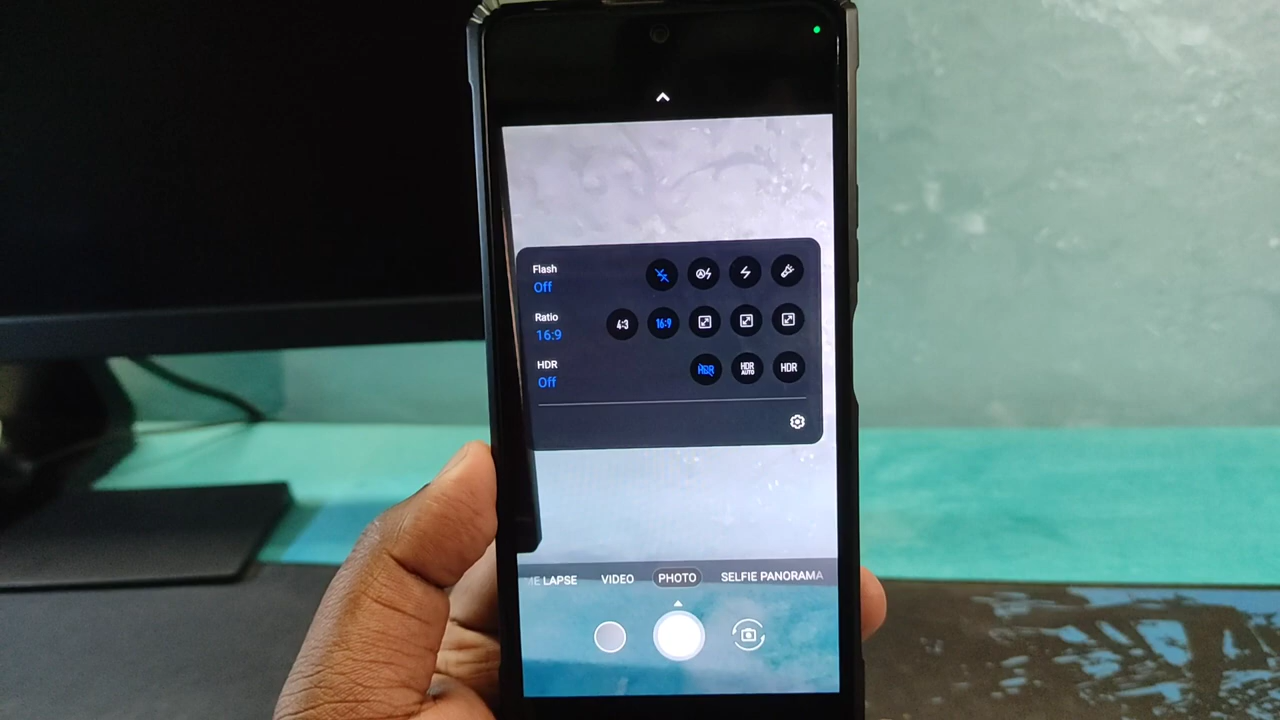 Flash
Off
Ratio
16:9
4:3
16:9
HDR
Off
HDR
HDR
AUTO
HDR
ME LAPSE VIDEO PHOTO SELFIE PANORAMA